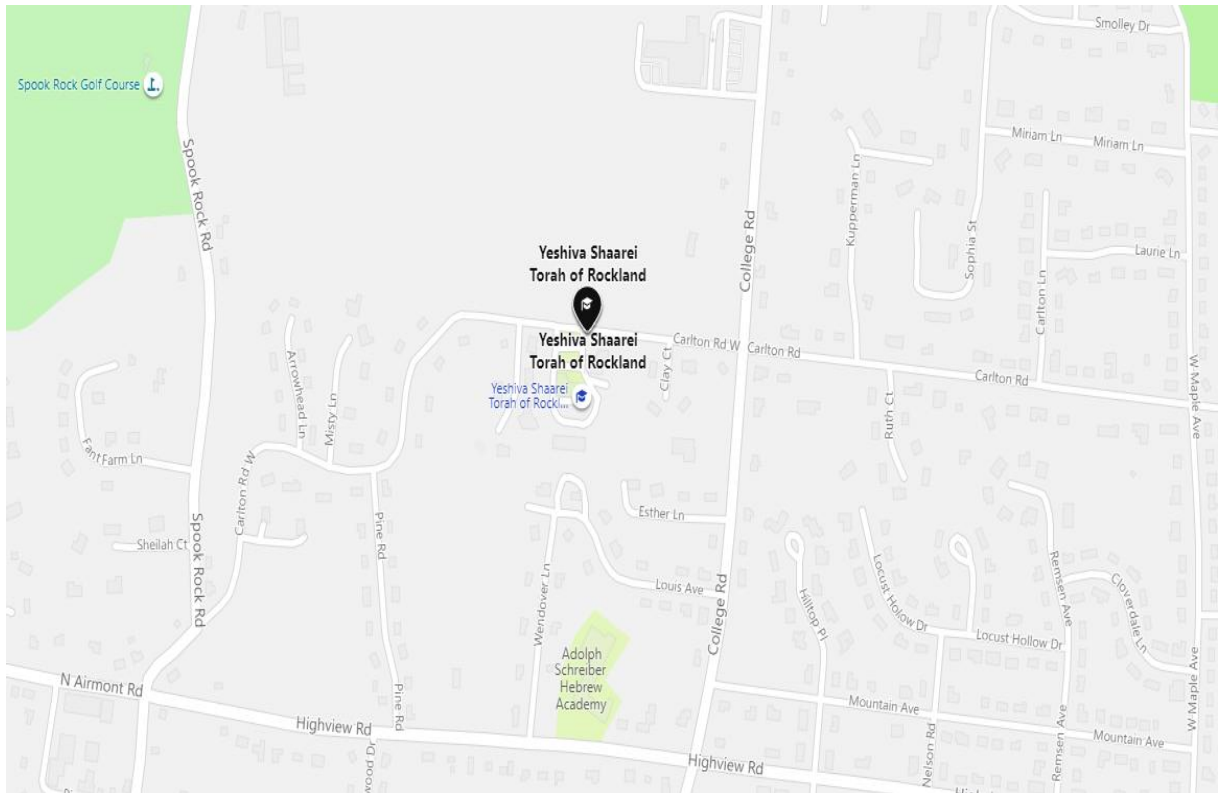 Smolley Dr
Spook Rock Golf Course
Miriam Ln
Miriam Ln
Spook Rock Rd
Kupperman Ln
College Rd
Sophia St
Laurie Ln
Carlton Ln
Yeshiva Shaarei
Torah of Rockland
Yeshiva Shaarei
Torah of Rockland
Carlton Rd W
Carlton Rd
Carlton Rd
Clay Ct
Yeshiva Shaarei
Torah of Rockl...
Arrowhead Ln
Misty Ln
W Maple Ave
Ruth Ct
Fant Farm Ln
Carlton Rd W
Pine Rd
Esther Ln
Sheilah Ct
Spook Rock Rd
Wendover Ln
Louis Ave
College Rd
Hilltop Pl
Locust Hollow Dr
Locust Hollow Dr
Remsen Ave
Cloverdale Ln
Adolph
Schreiber
Hebrew
Academy
N Airmont Rd
Pine Rd
Highview Rd
Mountain Ave
Mountain Ave
W Maple Ave
Nelson Rd
Remsen Ave
wood Dr
Highview Rd